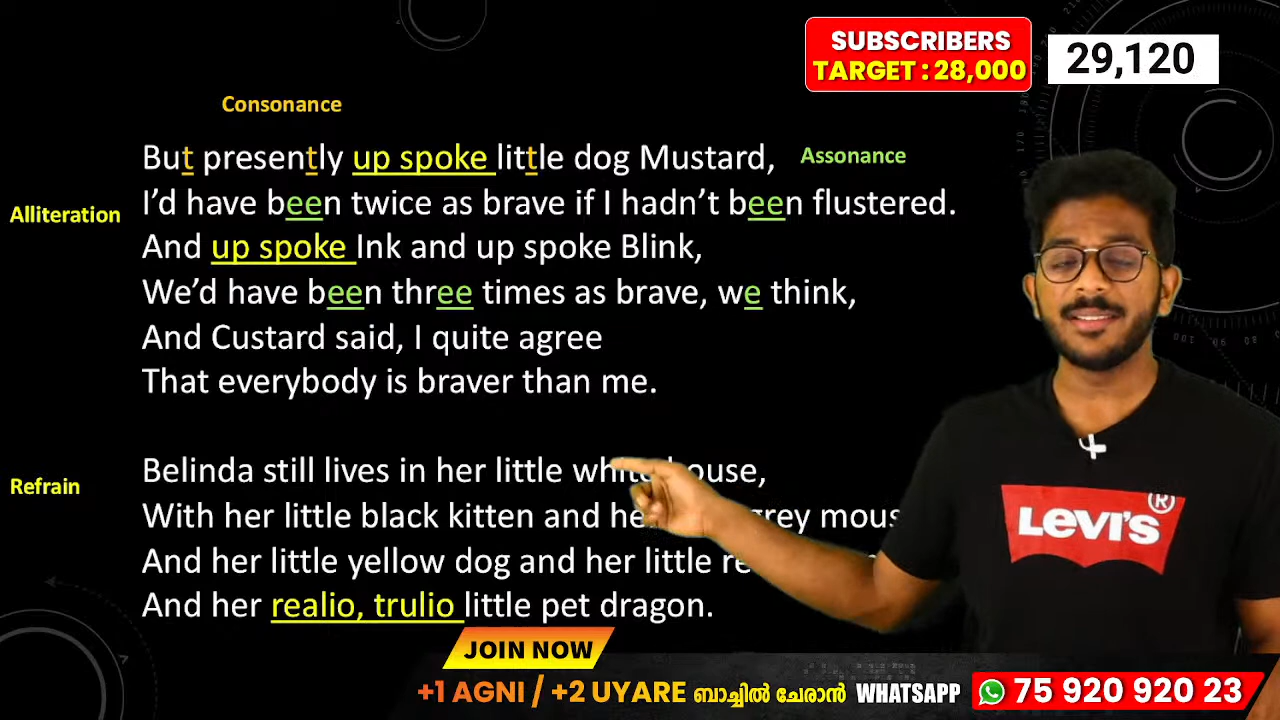 SUBSCRIBERS
TARGET : 28,000
29,120
Consonance
But presently up spoke little dog Mustard,
Assonance
Alliteration
I'd have been twice as brave if I hadn't been flustered.
And up spoke Ink and up spoke Blink,
We'd have been three times as brave, we think,
And Custard said, I quite agree
That everybody is braver than me.
Belinda still lives in her little white house,
Refrain
With her little black kitten and her grey
And her little yellow dog and her little
And her realio, trulio little pet dragon.
LEVI'S ®
JOIN NOW
+1 AGNI / +2 UYARE ബാച്ചിൽ ചേരാൻ WHATSAPP 75 920 920 23